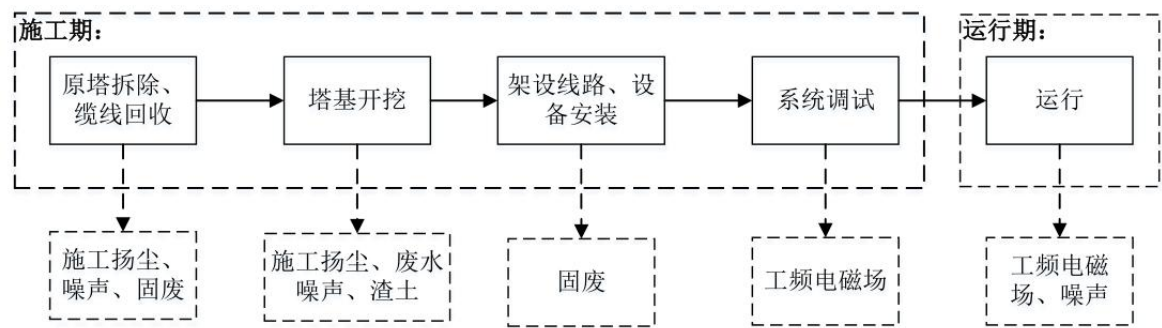 施工期：
运行期：
原塔拆除、
缆线回收
塔基开挖
架设线路、设
备安装
系统调试
运行
施工扬尘、
噪声、固废
施工扬尘、废水
噪声、渣土
固废
工频电磁场
工频电磁
场、噪声